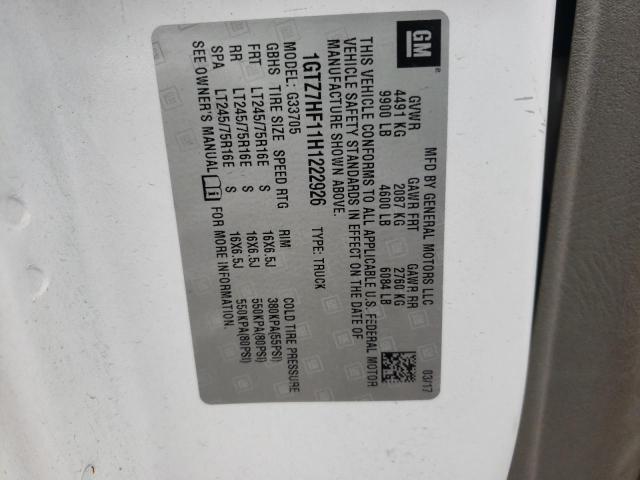 GM
MFD BY GENERAL MOTORS LLC 03/17
GVWR GAWR FRT GAWR RR
4491 KG 2087 KG 2760 KG
9900 LB 4600 LB 6084 LB
THIS VEHICLE CONFORMS TO ALL APPLICABLE U.S. FEDERAL MOTOR
VEHICLE SAFETY STANDARDS IN EFFECT ON THE DATE OF
MANUFACTURE SHOWN ABOVE.
1GTZ7HF11H1222926 TYPE: TRUCK
MODEL: G33705
GBHS TIRE SIZE SPEED RTG RIM COLD TIRE PRESSURE
FRT LT245/75R16E S 16X6.5J 380KPA(55PSI)
RR LT245/75R16E S 16X6.5J 550KPA(80PSI)
SPA LT245/75R16E S 16X6.5J 550KPA(80PSI)
SEE OWNER'S MANUAL i FOR MORE INFORMATION.